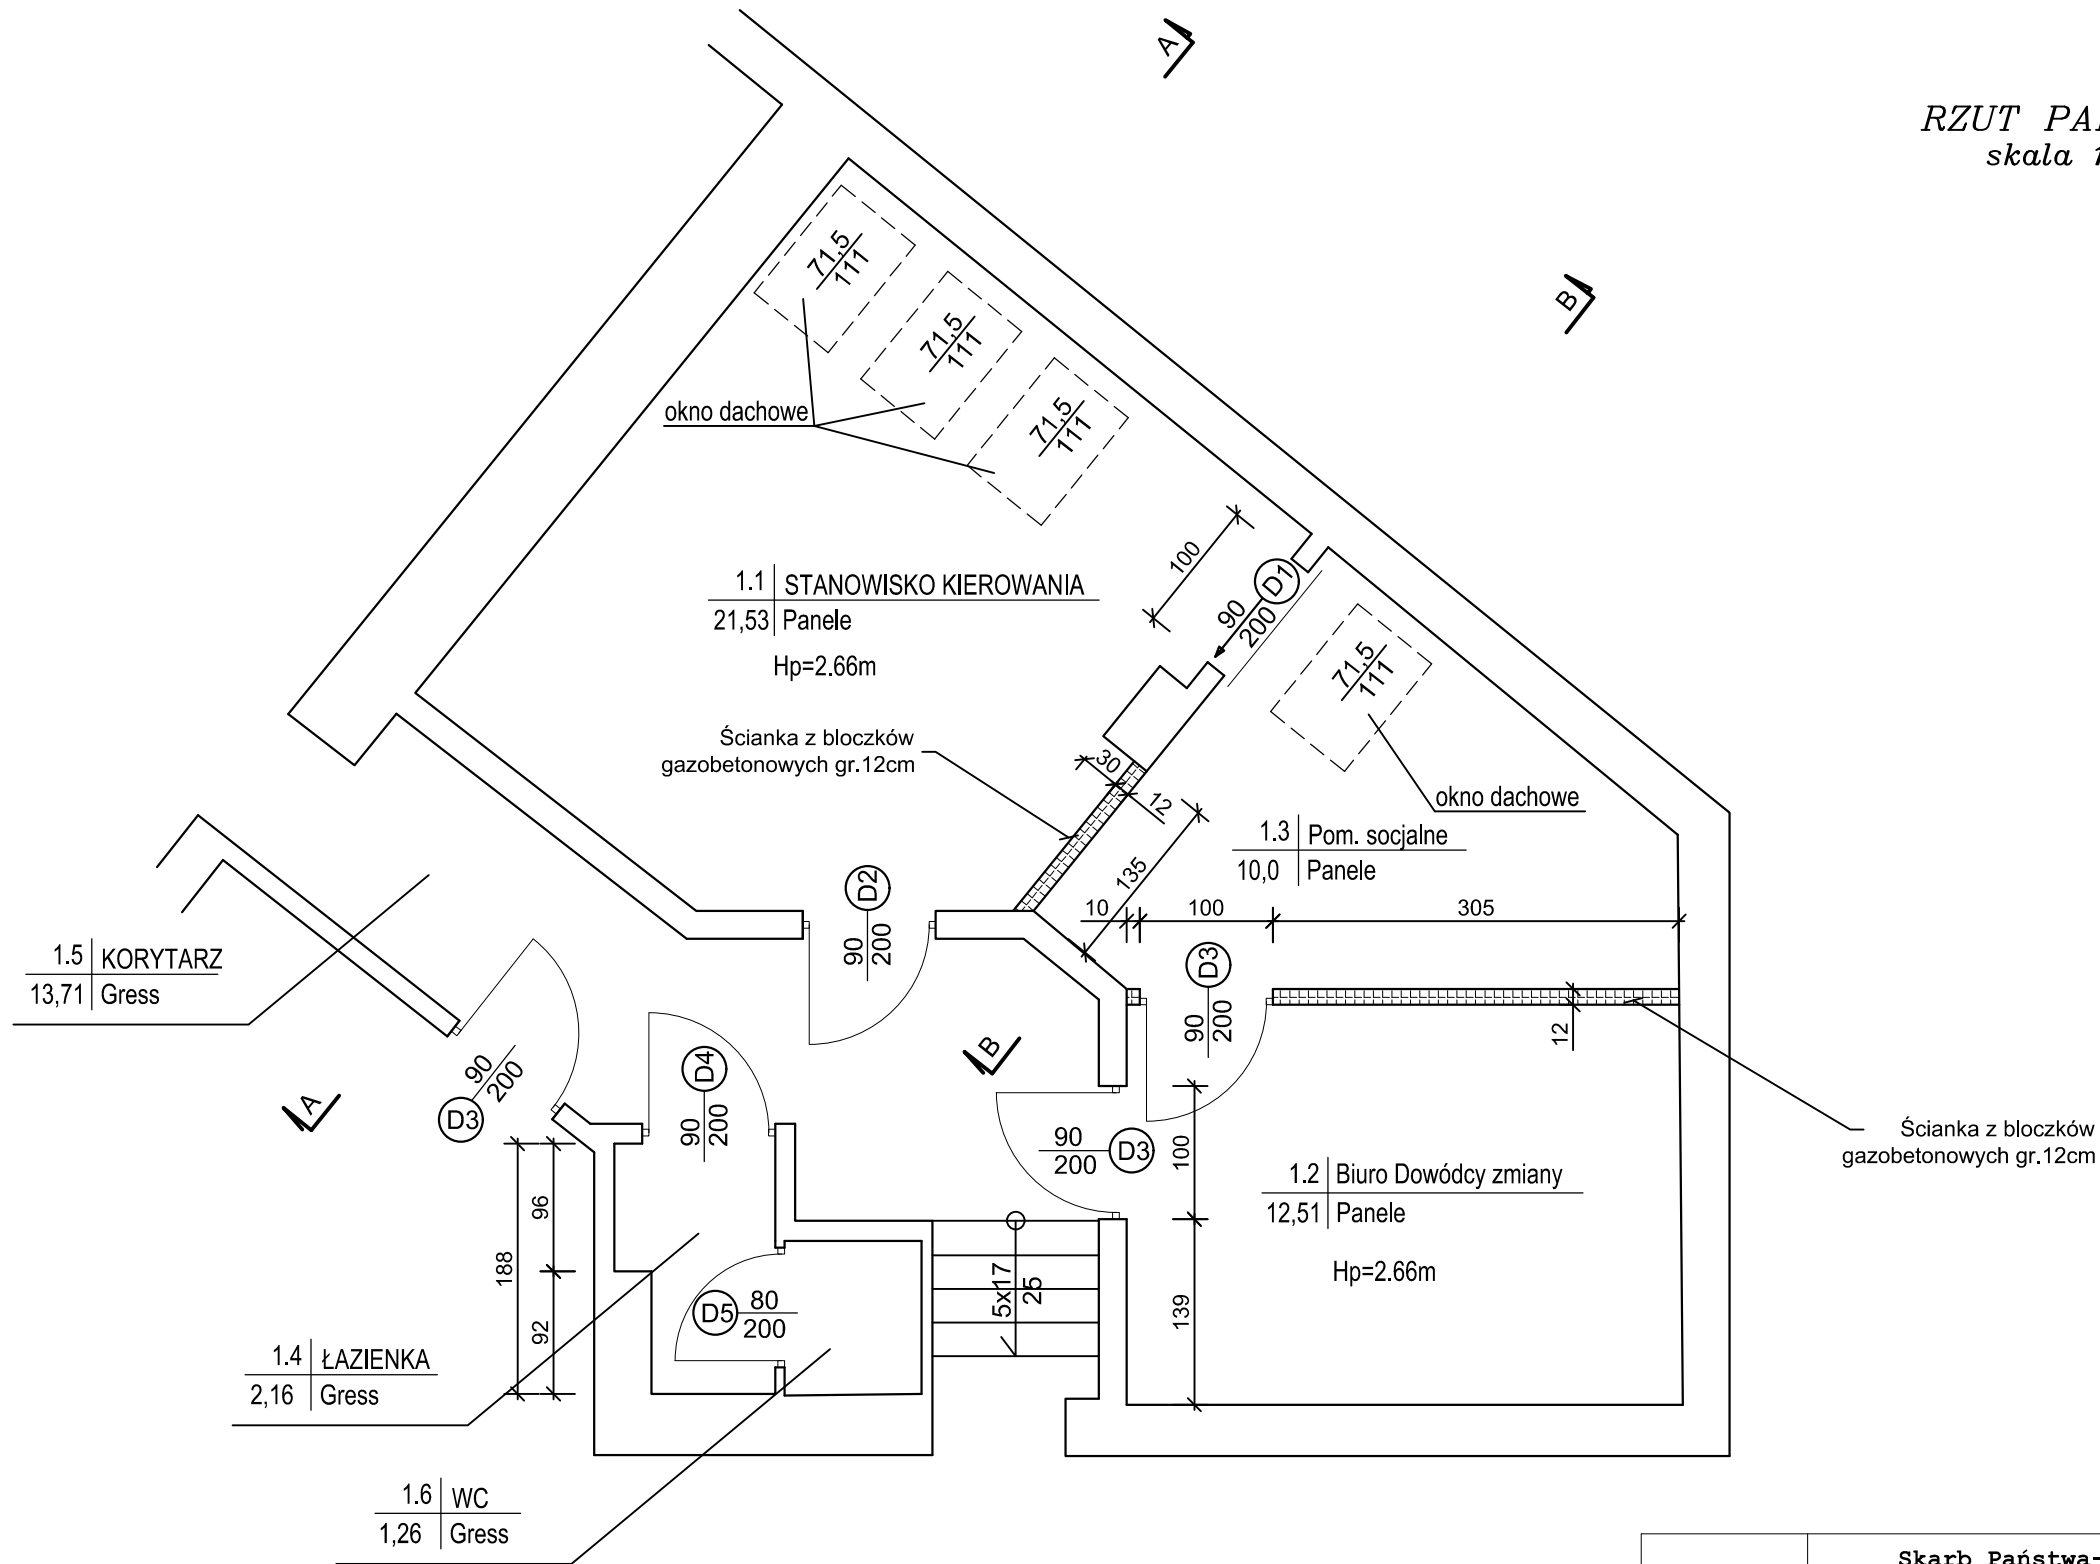 A
RZUT PA
skala 1
B
71,5
111
71,5
111
71,5
111
okno dachowe
100
D1
90
200
1.1 STANOWISKO KIEROWANIA
21,53 Panele
Hp=2.66m
71,5
111
okno dachowe
Ścianka z bloczków
gazobetonowych gr.12cm
30
12
135
1.3 Pom. socjalne
10,0 Panele
10
100
305
D2
90
200
1.5 KORYTARZ
13,71 Gress
D3
90
200
12
B
A
90
200
D3
D4
90
200
90
200
D3
100
Ścianka z bloczków
gazobetonowych gr.12cm
1.2 Biuro Dowódcy zmiany
12,51 Panele
Hp=2.66m
96
188
92
5x17
25
139
D5
80
200
1.4 ŁAZIENKA
2,16 Gress
1.6 WC
1,26 Gress
Skarb Państwa-